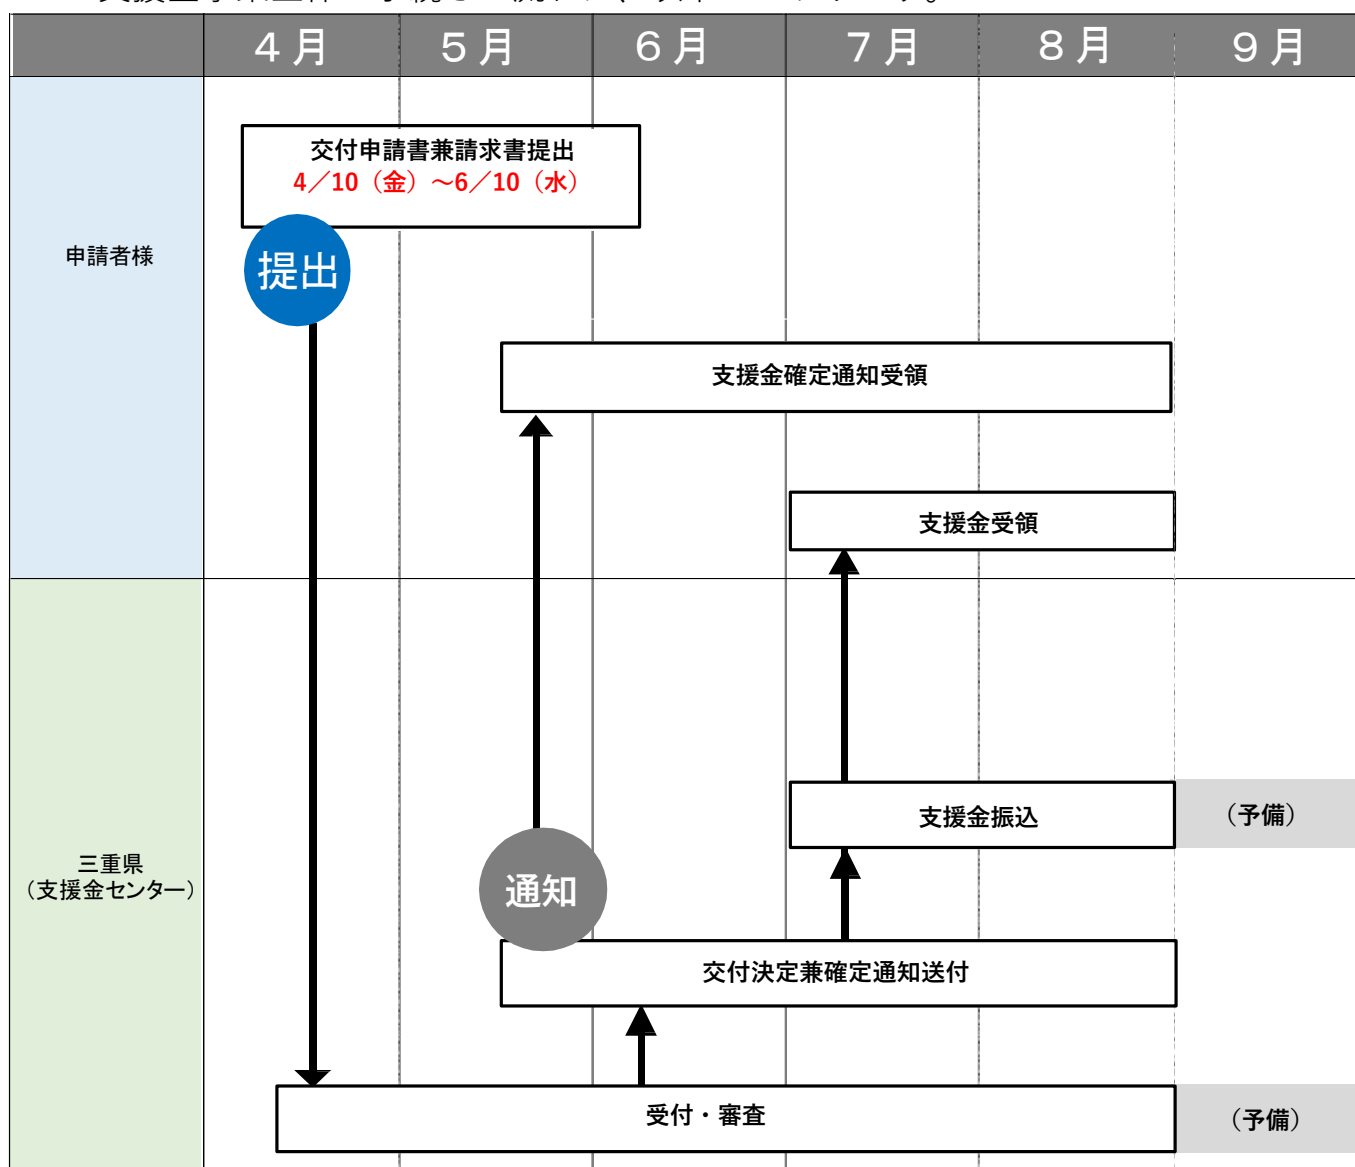 ４月 ５月 ６月 ７月 ８月 ９月
交付申請書兼請求書提出
4／10（金）～6／10（水）
申請者様
提出
支援金確定通知受領
支援金受領
支援金振込
（予備）
三重県
（支援金センター）
通知
交付決定兼確定通知送付
受付・審査
（予備）